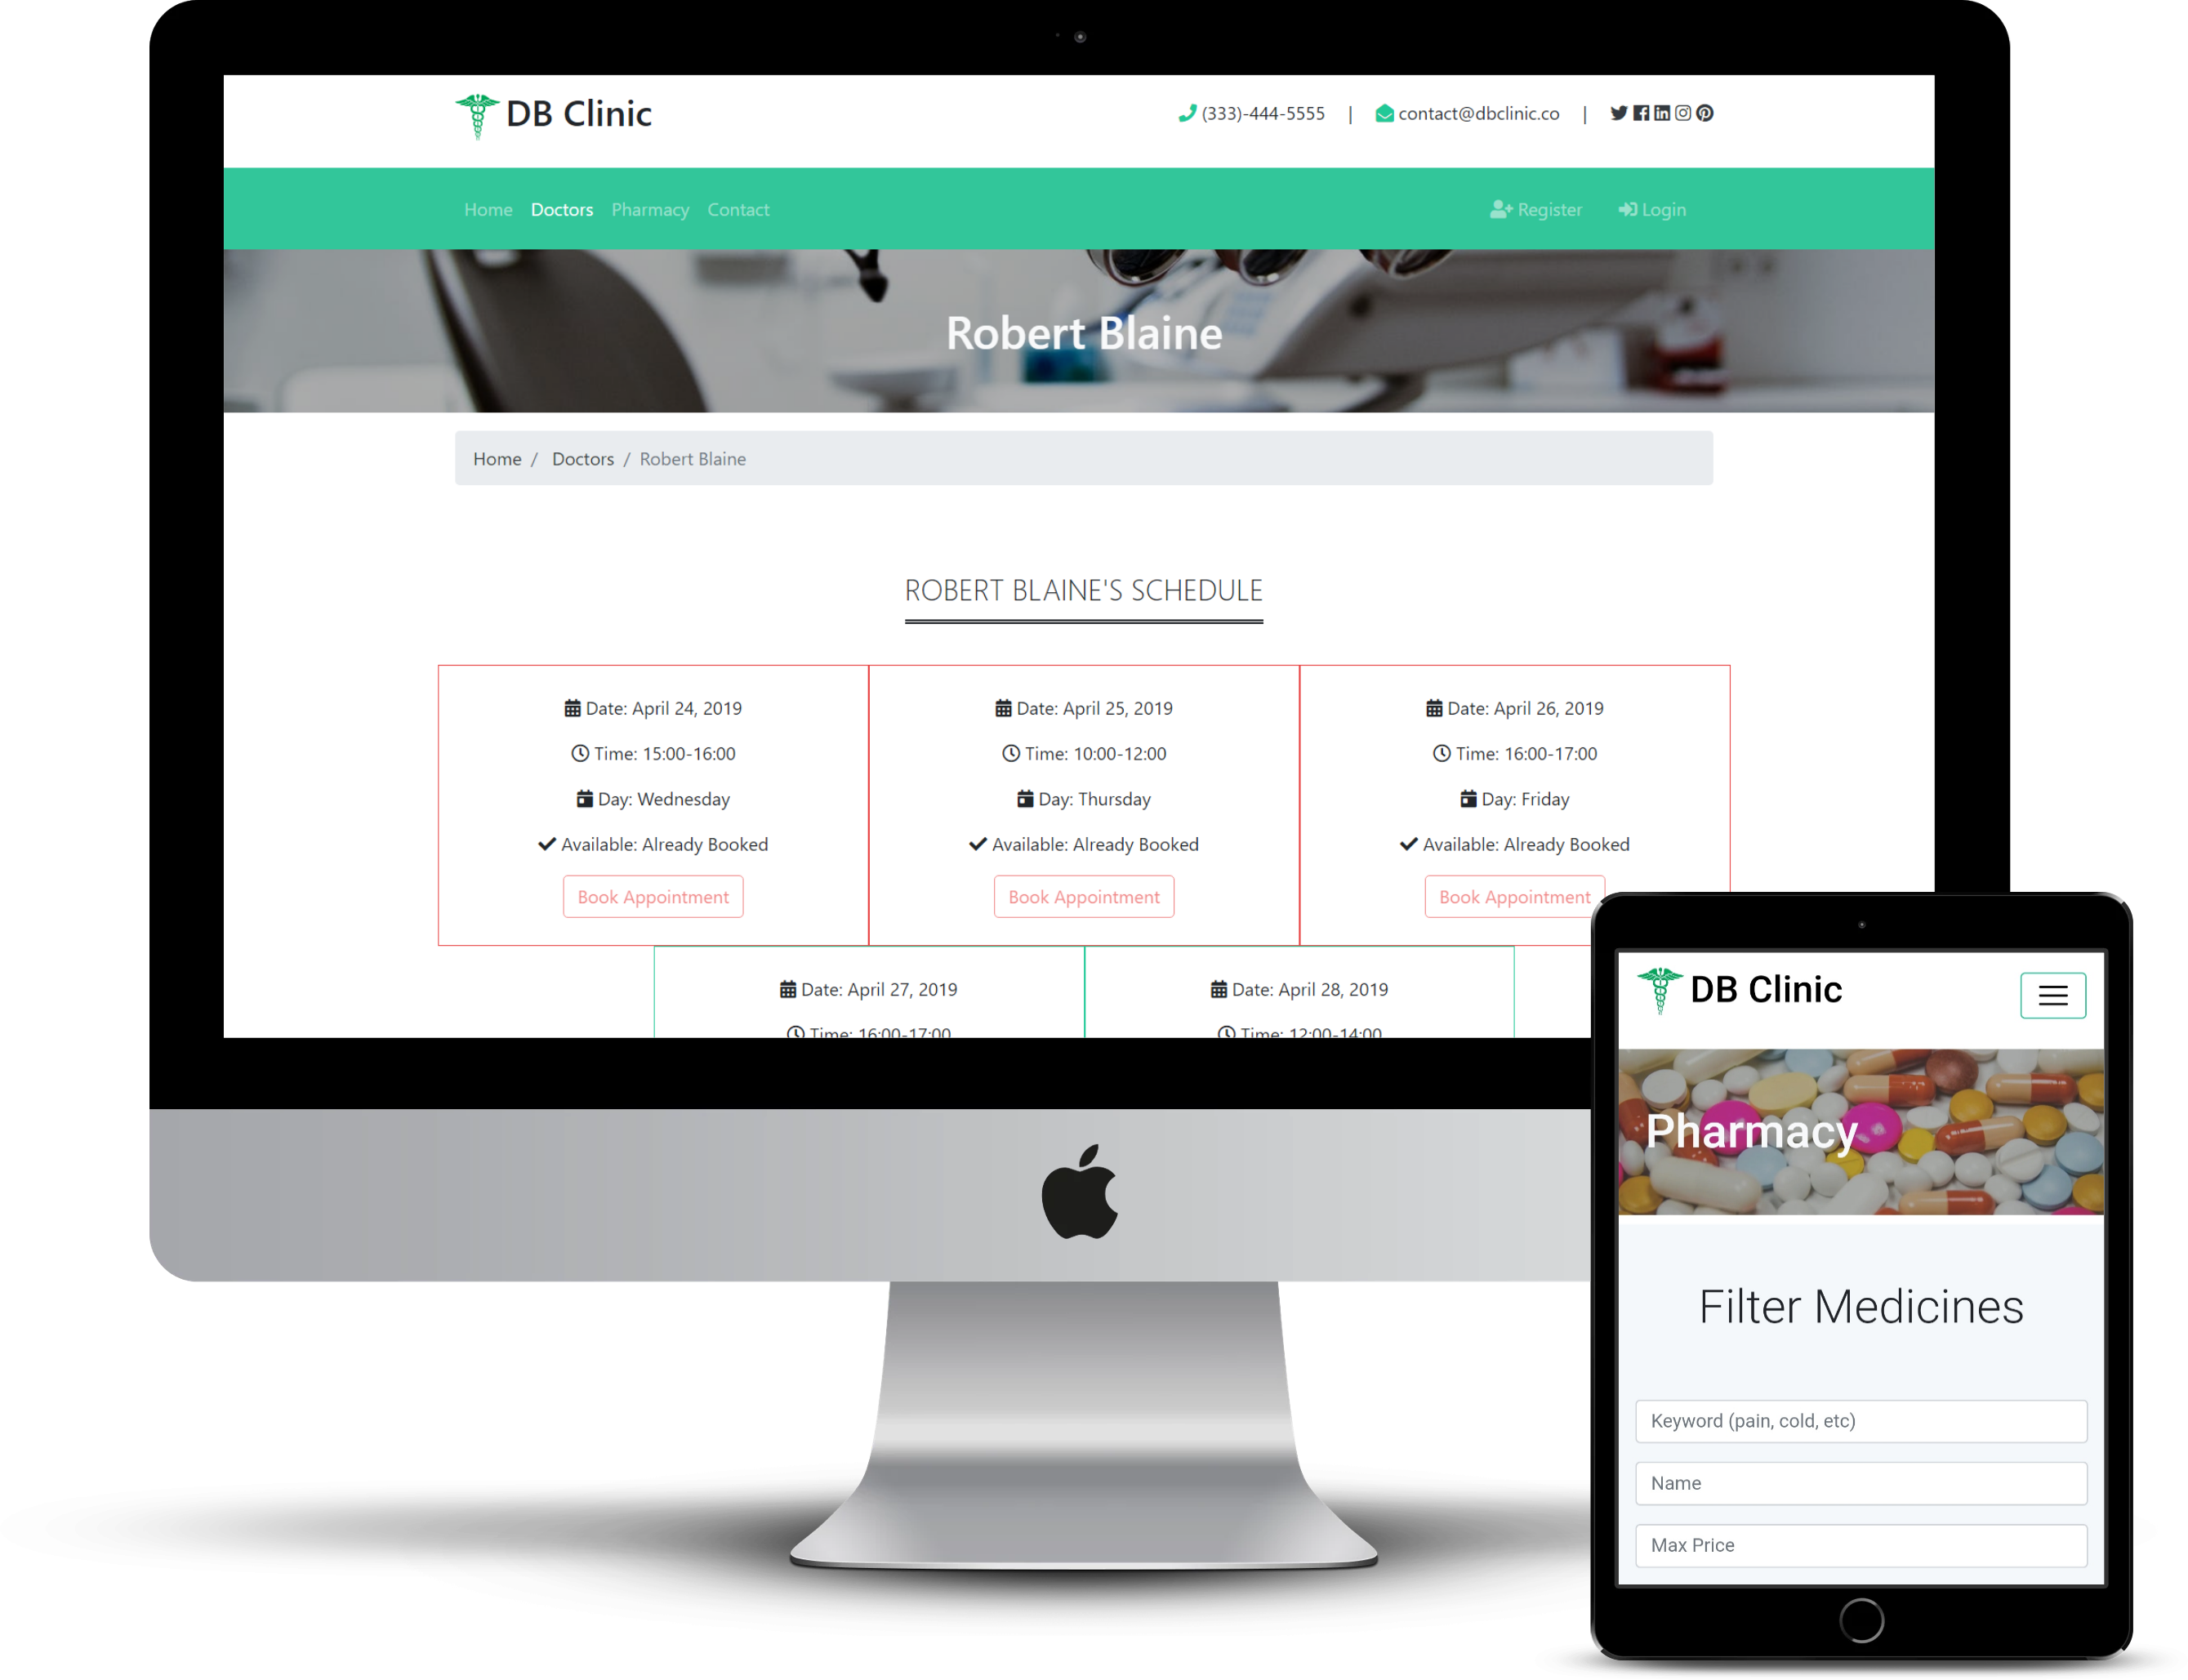 DB Clinic
(333)-444-5555 | contact@dbclinic.co |
Home Doctors Pharmacy Contact Register Login
Robert Blaine
Home / Doctors / Robert Blaine
ROBERT BLAINE'S SCHEDULE
Date: April 24, 2019
Time: 15:00-16:00
Day: Wednesday
Available: Already Booked
Book Appointment
Date: April 25, 2019
Time: 10:00-12:00
Day: Thursday
Available: Already Booked
Book Appointment
Date: April 26, 2019
Time: 16:00-17:00
Day: Friday
Available: Already Booked
Book Appointment
Date: April 27, 2019
Time: 16:00-17:00
Date: April 28, 2019
Time: 12:00-14:00
DB Clinic
Pharmacy
Filter Medicines
Keyword (pain, cold, etc)
Name
Max Price